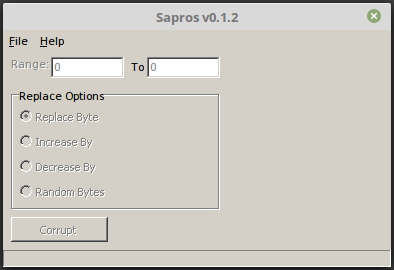 Sapros v0.1.2
File Help
Range: 0 To 0
Replace Options
Replace Byte
Increase By
Decrease By
Random Bytes
Corrupt